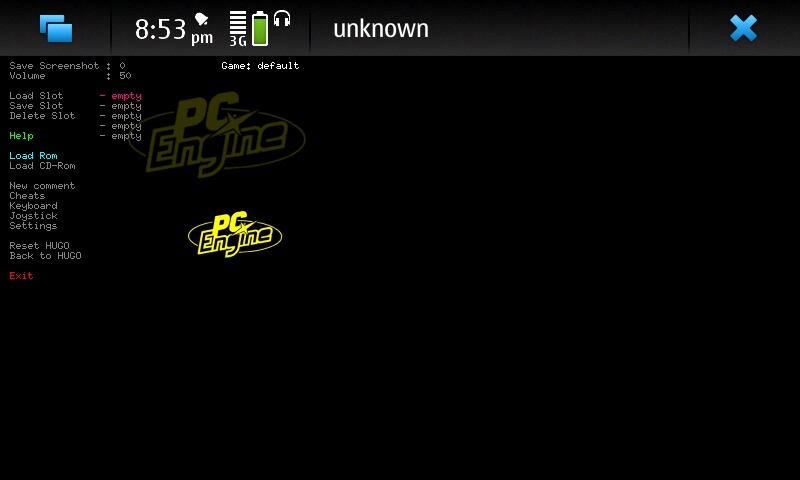 8:53 pm 3G unknown
Save Screenshot : 0 Game: default
Volume : 50
Load Slot - empty
Save Slot - empty
Delete Slot - empty
- empty
Help - empty
Load Rom
Load CD-Rom
New comment
Cheats
Keyboard
Joystick
Settings
Reset HUGO
Back to HUGO
Exit
PC
Engine
PC
Engine